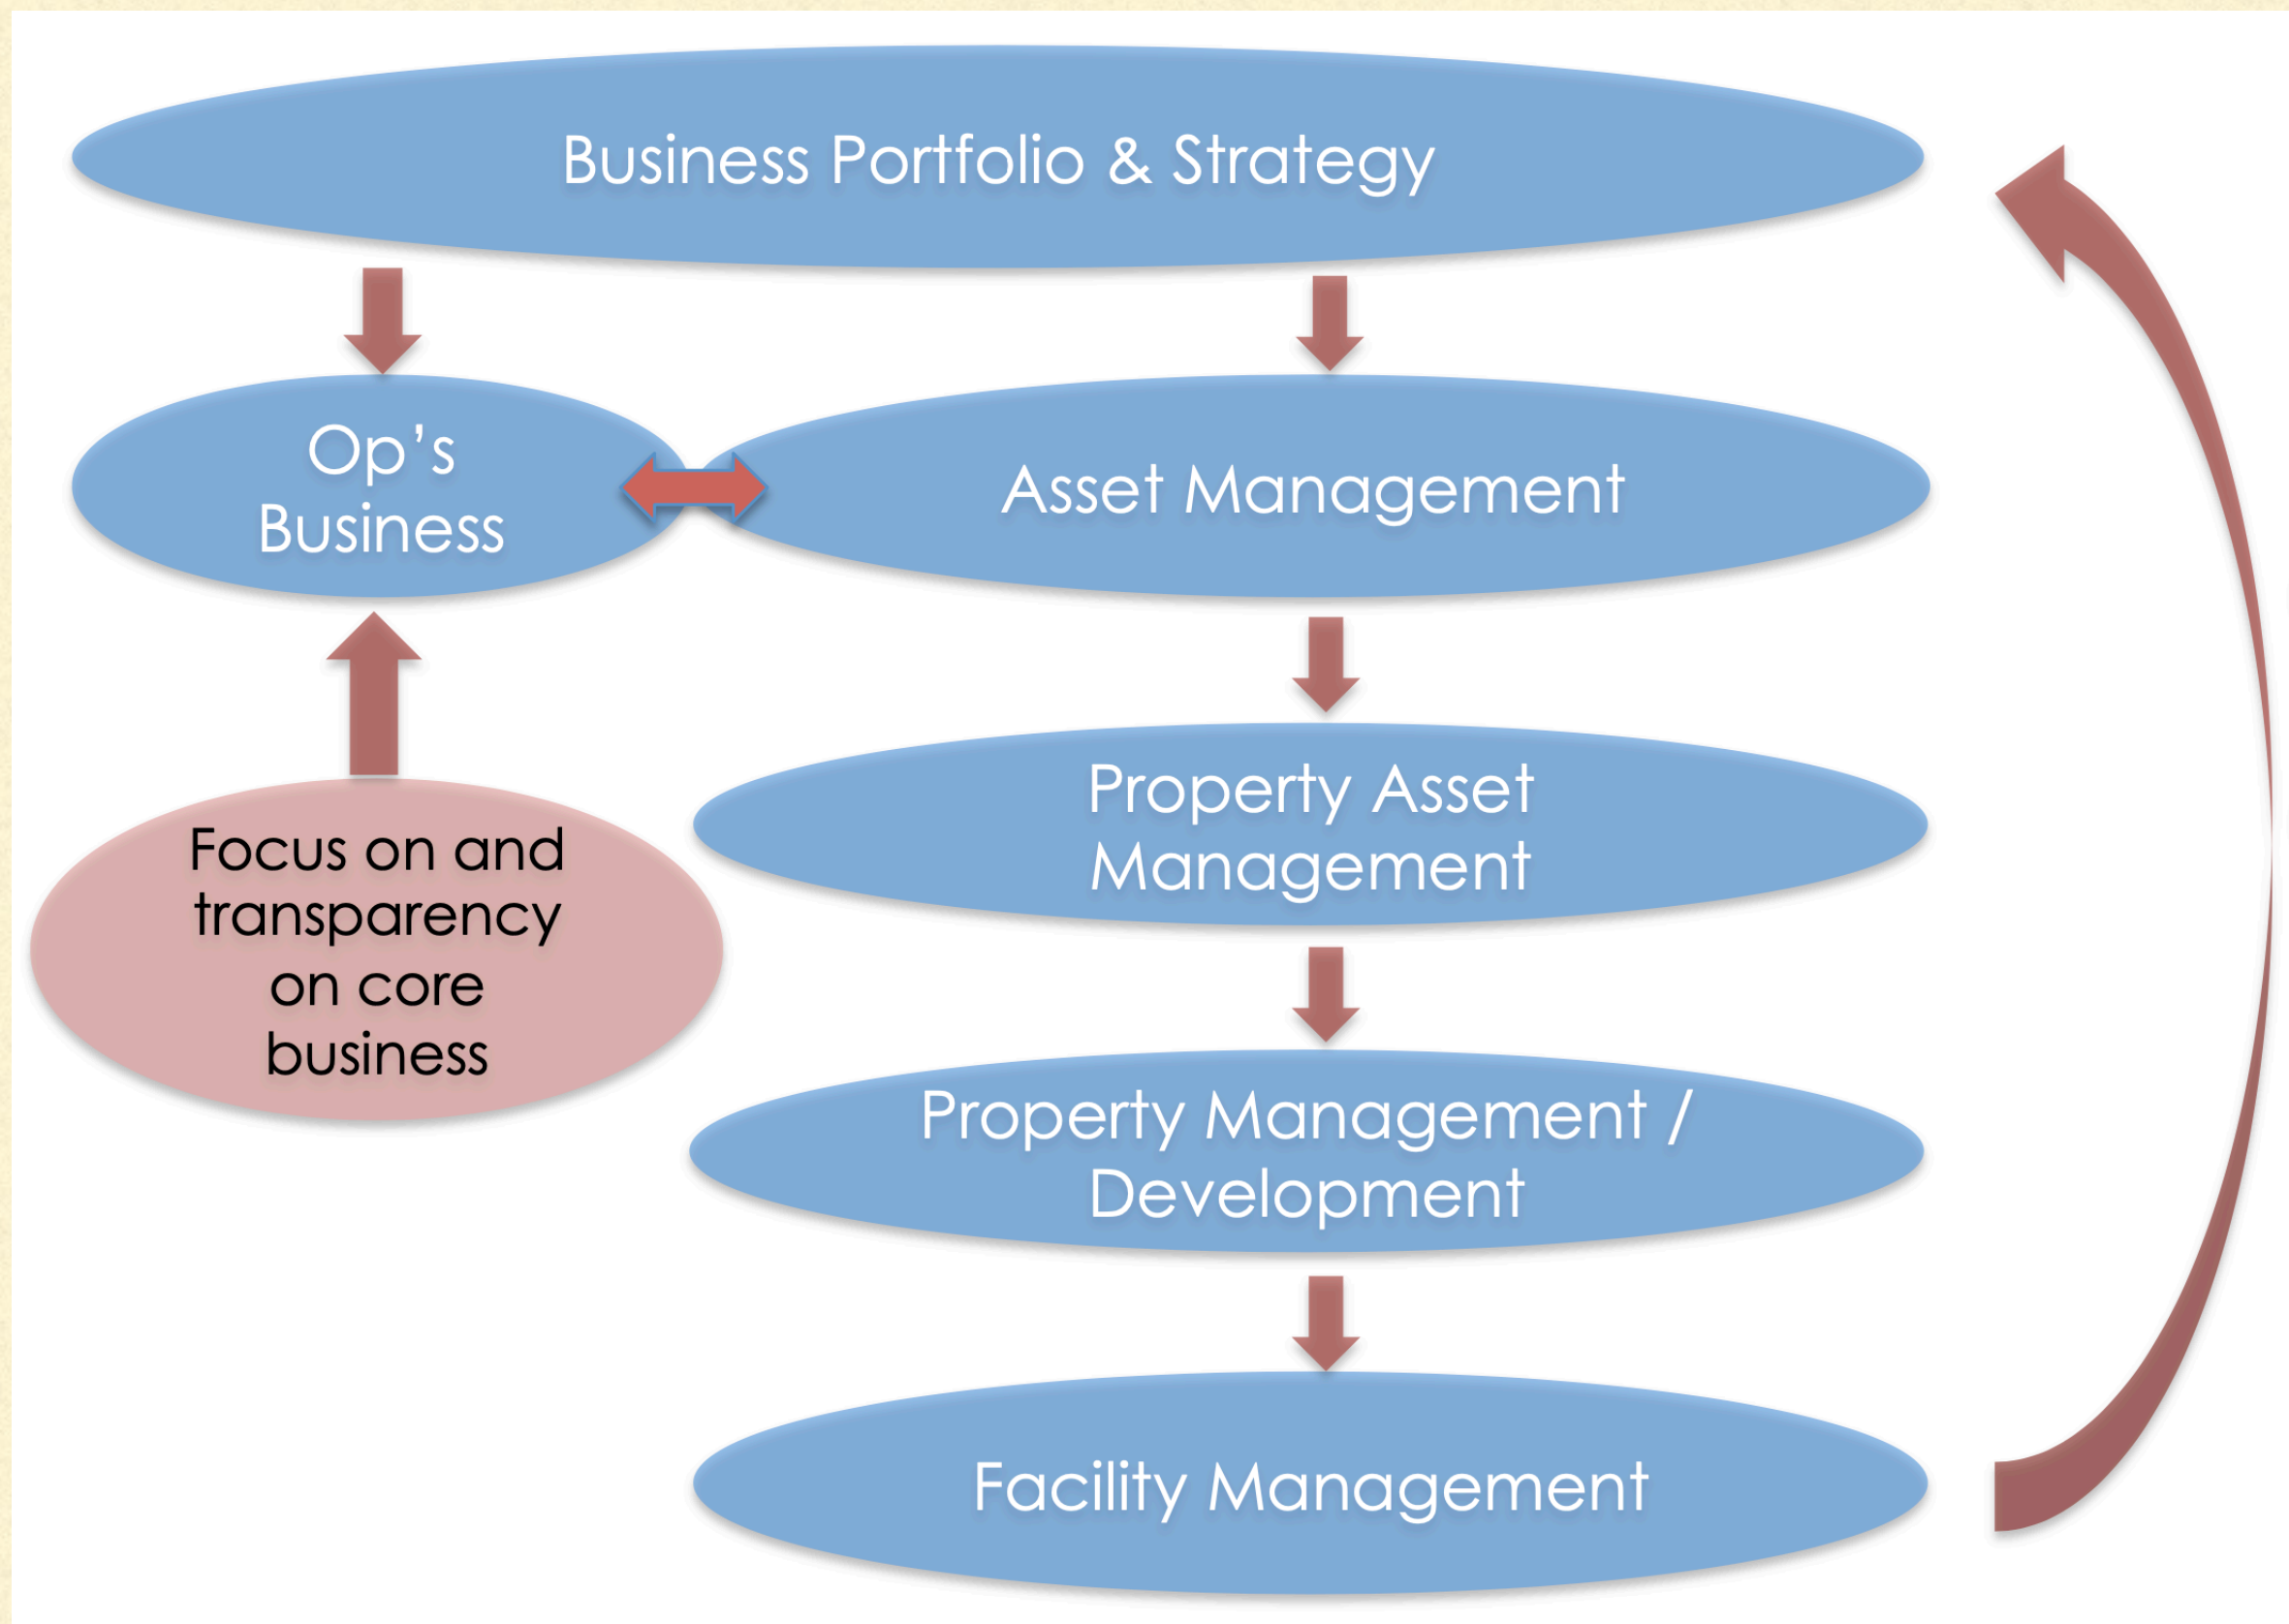 Business Portfolio & Strategy
Op’s
Business
Asset Management
Focus on and
transparency
on core
business
Property Asset
Management
Property Management /
Development
Facility Management